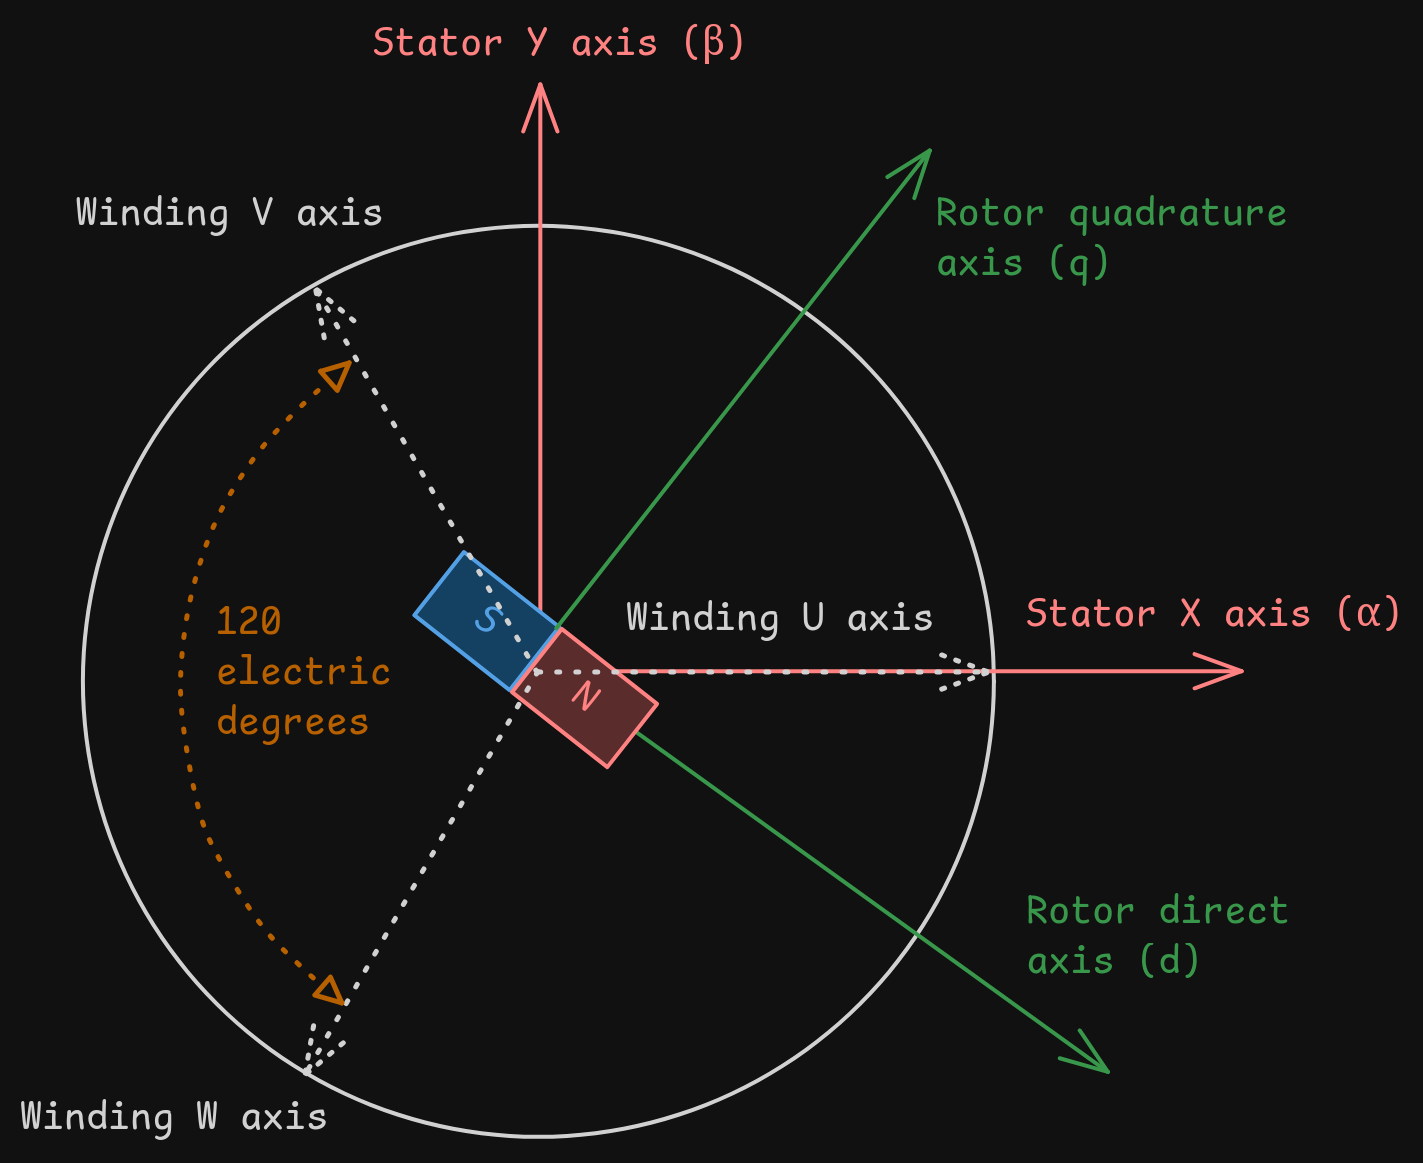 Stator Y axis (β)
Winding V axis
Rotor quadrature
axis (q)
S
N
Winding U axis
Stator X axis (α)
120
electric
degrees
Rotor direct
axis (d)
Winding W axis